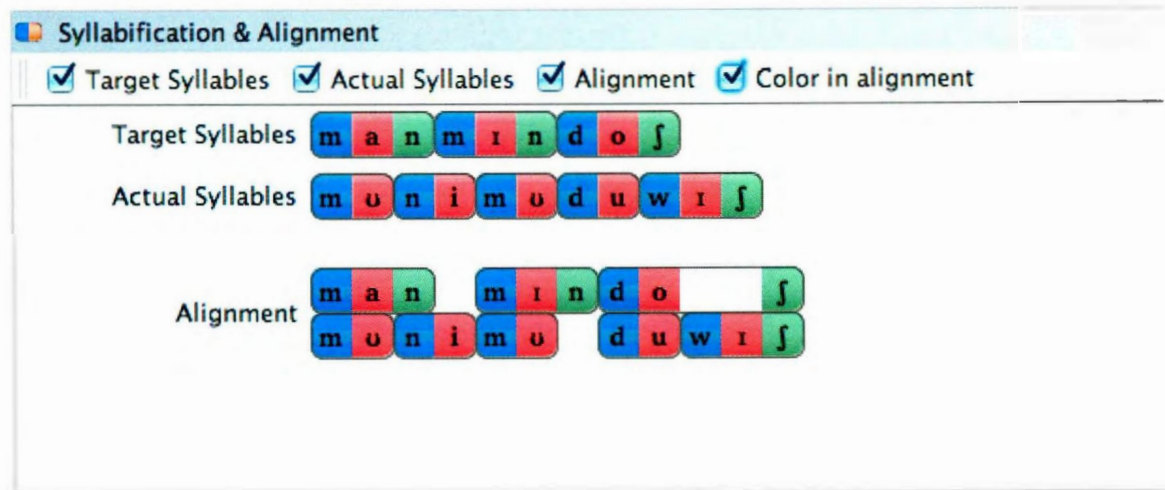 Syllabification & Alignment
Target Syllables Actual Syllables Alignment Color in alignment
Target Syllables m a n m ɪ n d o ʃ
Actual Syllables m ʊ n i m ʊ d u w ɪ ʃ
Alignment
m a n m ɪ n d o ʃ
m ʊ n i m ʊ d u w ɪ ʃ